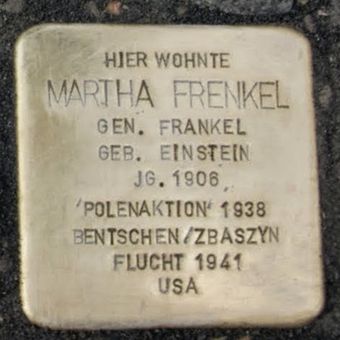 HIER WOHNTE
MARTHA FRENKEL
GEN. FRANKEL
GEB. EINSTEIN
JG. 1906
'POLENAKTION' 1938
BENTSCHEN/ZBASZYN
FLUCHT 1941
USA